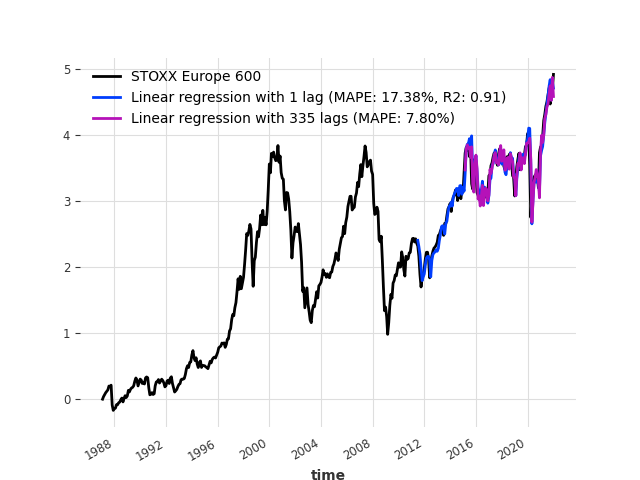 STOXX Europe 600
Linear regression with 1 lag (MAPE: 17.38%, R2: 0.91)
Linear regression with 335 lags (MAPE: 7.80%)
5
4
3
2
1
0
1988 1992 1996 2000 2004 2008 2012 2016 2020
time